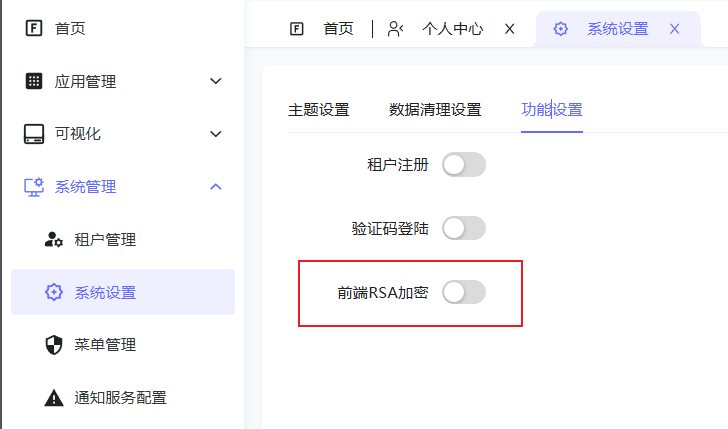 首页
应用管理
可视化
系统管理
租户管理
系统设置
菜单管理
通知服务配置
首页 个人中心 系统设置
主题设置 数据清理设置 功能设置
租户注册
验证码登陆
前端RSA加密